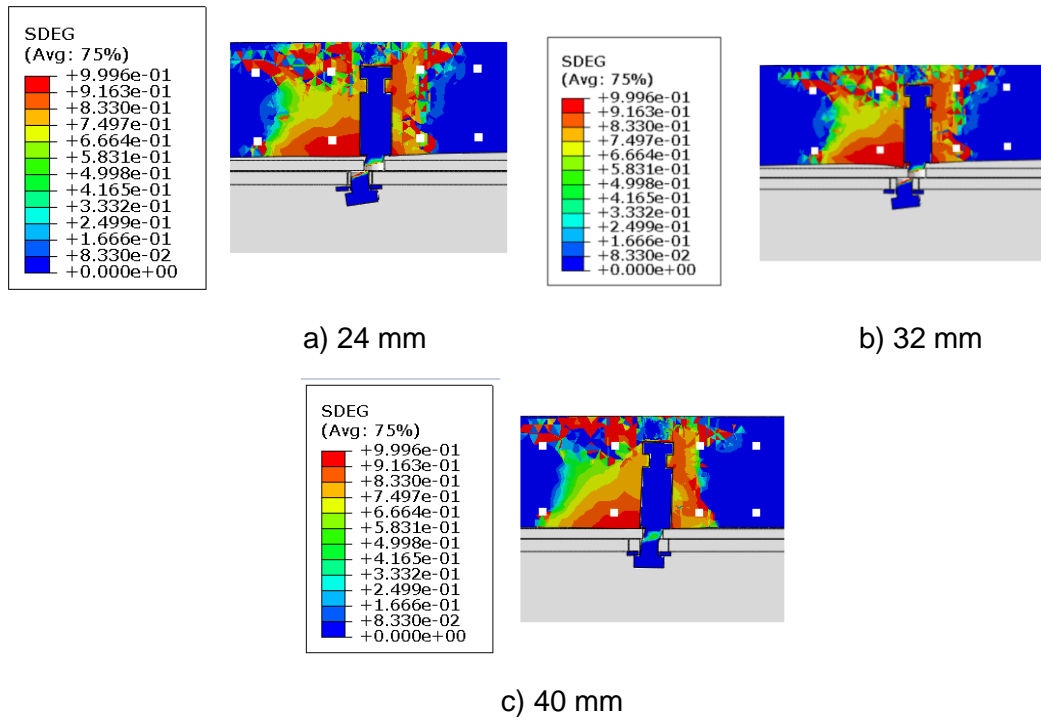 SDEG
(Avg: 75%)
+9.996e-01
+9.163e-01
+8.330e-01
+7.497e-01
+6.664e-01
+5.831e-01
+4.998e-01
+4.165e-01
+3.332e-01
+2.499e-01
+1.666e-01
+8.330e-02
+0.000e+00
a) 24 mm
SDEG
(Avg: 75%)
+9.996e-01
+9.163e-01
+8.330e-01
+7.497e-01
+6.664e-01
+5.831e-01
+4.998e-01
+4.165e-01
+3.332e-01
+2.499e-01
+1.666e-01
+8.330e-02
+0.000e+00
b) 32 mm
SDEG
(Avg: 75%)
+9.996e-01
+9.163e-01
+8.330e-01
+7.497e-01
+6.664e-01
+5.831e-01
+4.998e-01
+4.165e-01
+3.332e-01
+2.499e-01
+1.666e-01
+8.330e-02
+0.000e+00
c) 40 mm